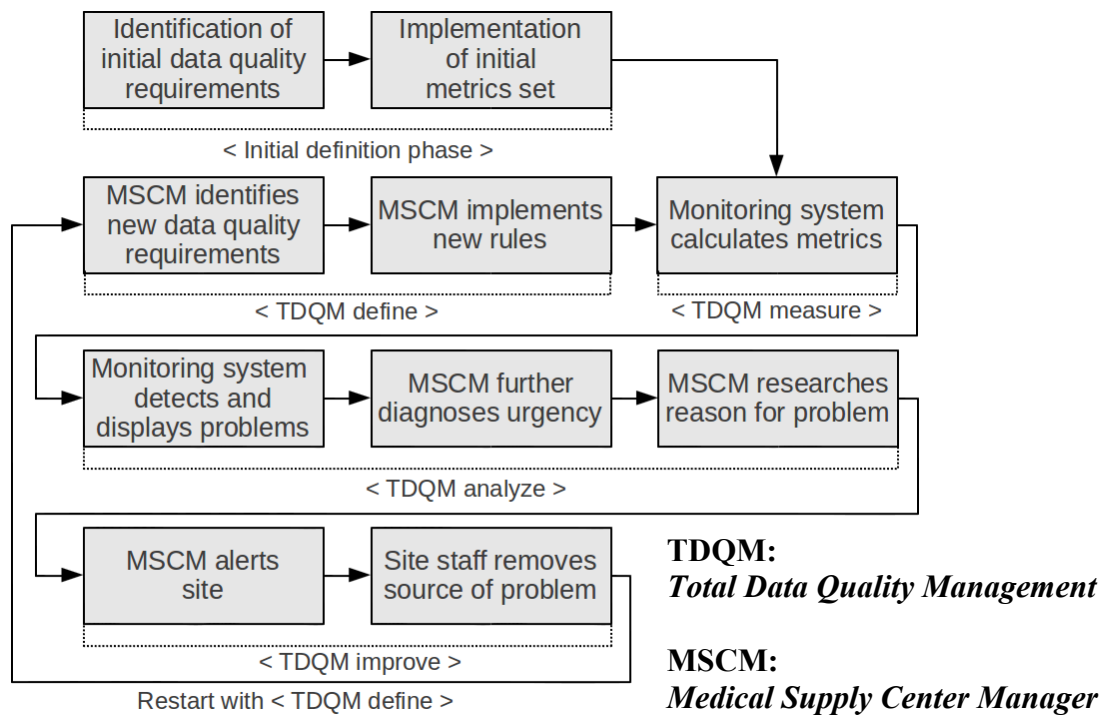 Identification of
initial data quality
requirements
Implementation
of initial
metrics set
< Initial definition phase >
MSCM identifies
new data quality
requirements
MSCM implements
new rules
Monitoring system
calculates metrics
< TDQM define >
< TDQM measure >
Monitoring system
detects and
displays problems
MSCM further
diagnoses urgency
MSCM researches
reason for problem
< TDQM analyze >
MSCM alerts
site
Site staff removes
source of problem
< TDQM improve >
Restart with < TDQM define >
TDQM:
Total Data Quality Management
MSCM:
Medical Supply Center Manager